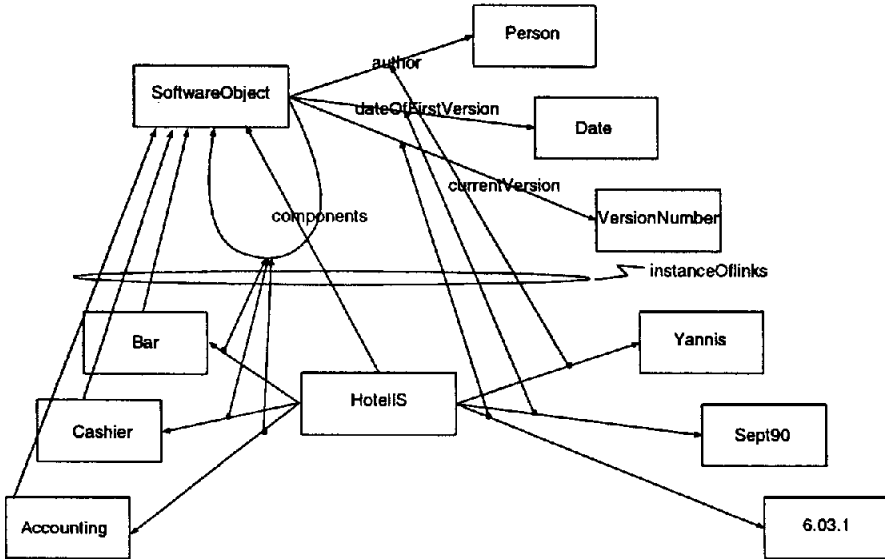 Person
author
SoftwareObject
dateOfFirstVersion
Date
currentVersion
VersionNumber
components
instanceOflinks
Bar
Yannis
HotelIS
Cashier
Sept90
Accounting
6.03.1